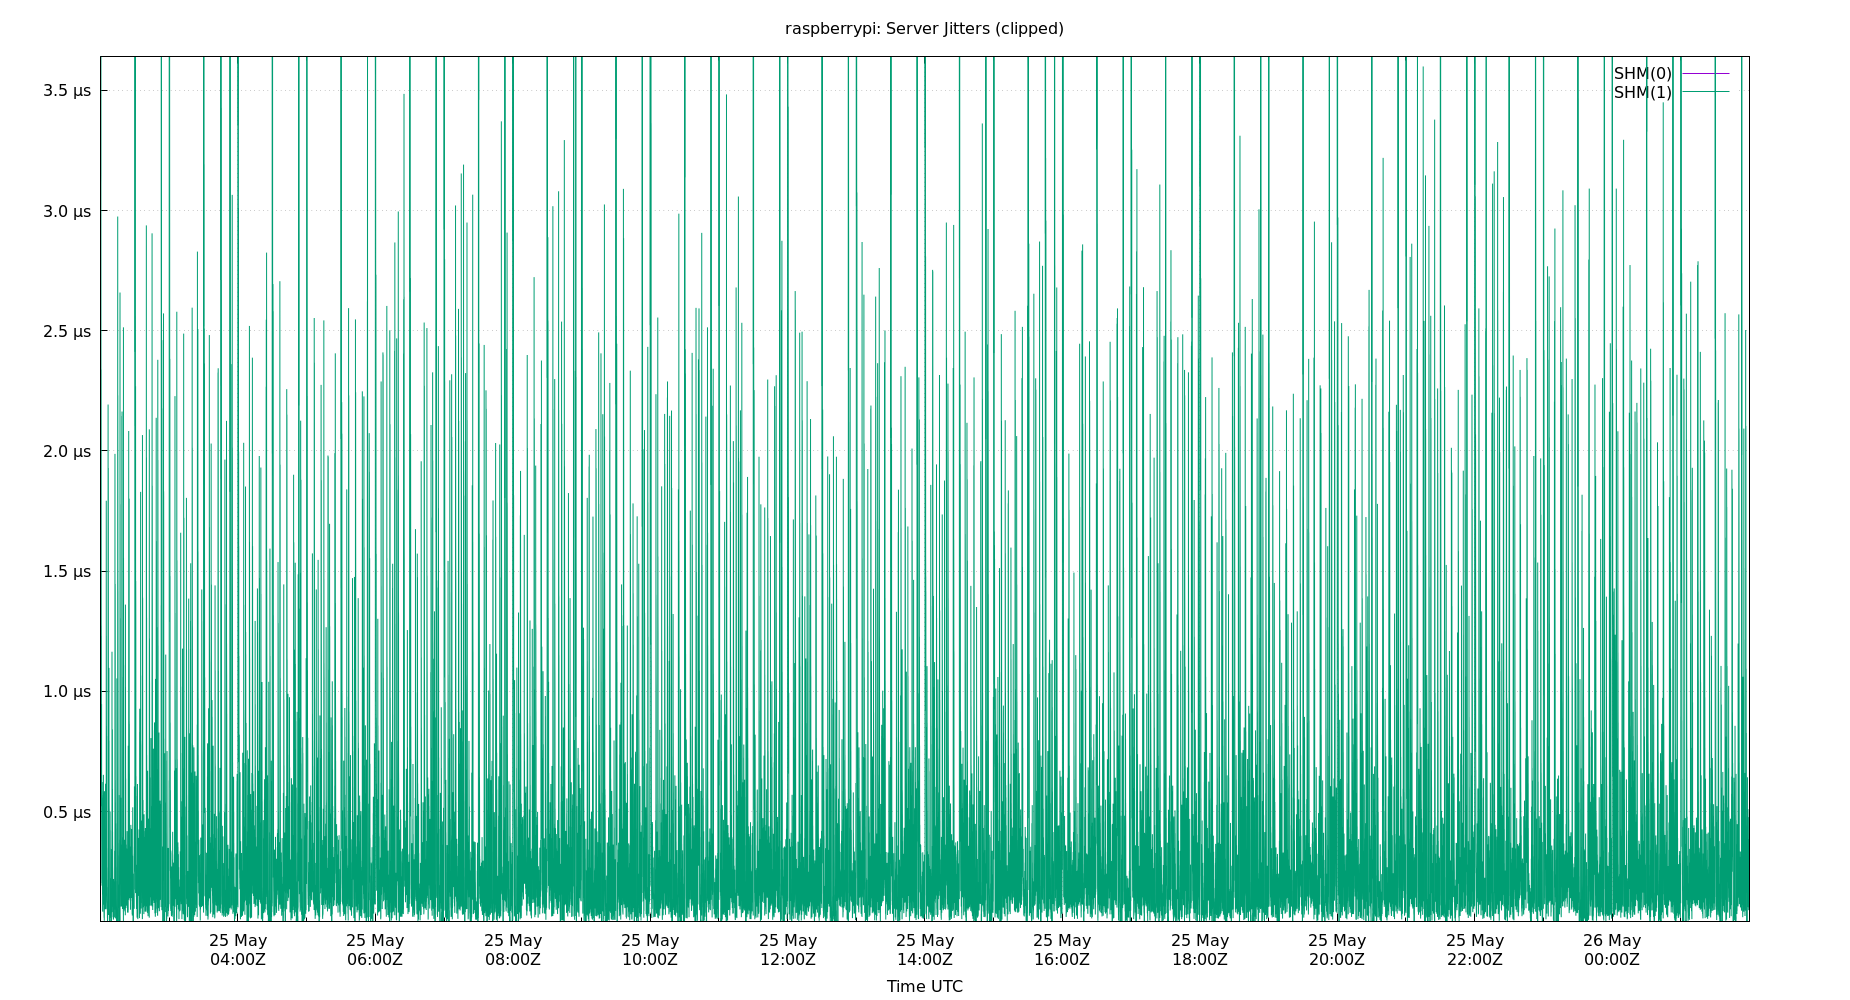 raspberrypi: Server Jitters (clipped)
SHM(0)
SHM(1)
3.5 µs
3.0 µs
2.5 µs
2.0 µs
1.5 µs
1.0 µs
0.5 µs
25 May 25 May 25 May 25 May 25 May 25 May 25 May 25 May 25 May 25 May 26 May
04:00Z 06:00Z 08:00Z 10:00Z 12:00Z 14:00Z 16:00Z 18:00Z 20:00Z 22:00Z 00:00Z
Time UTC